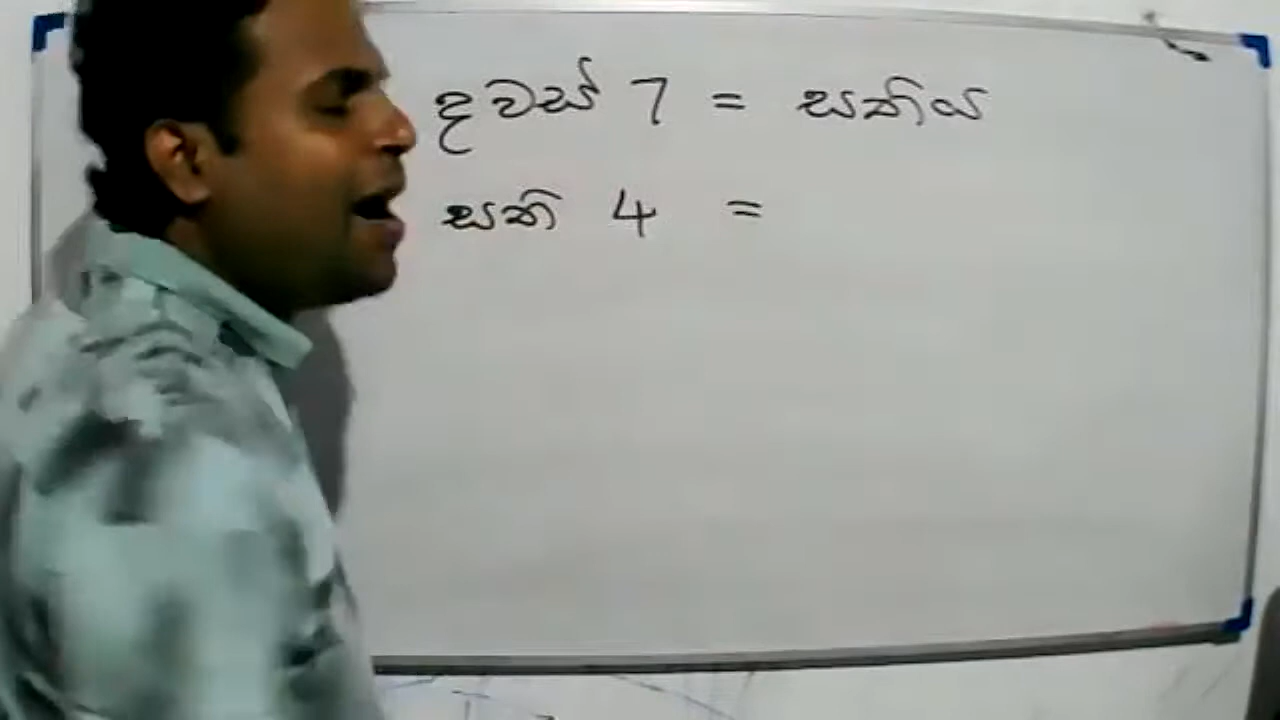 දවස් 7 = සතිය
සති 4 =